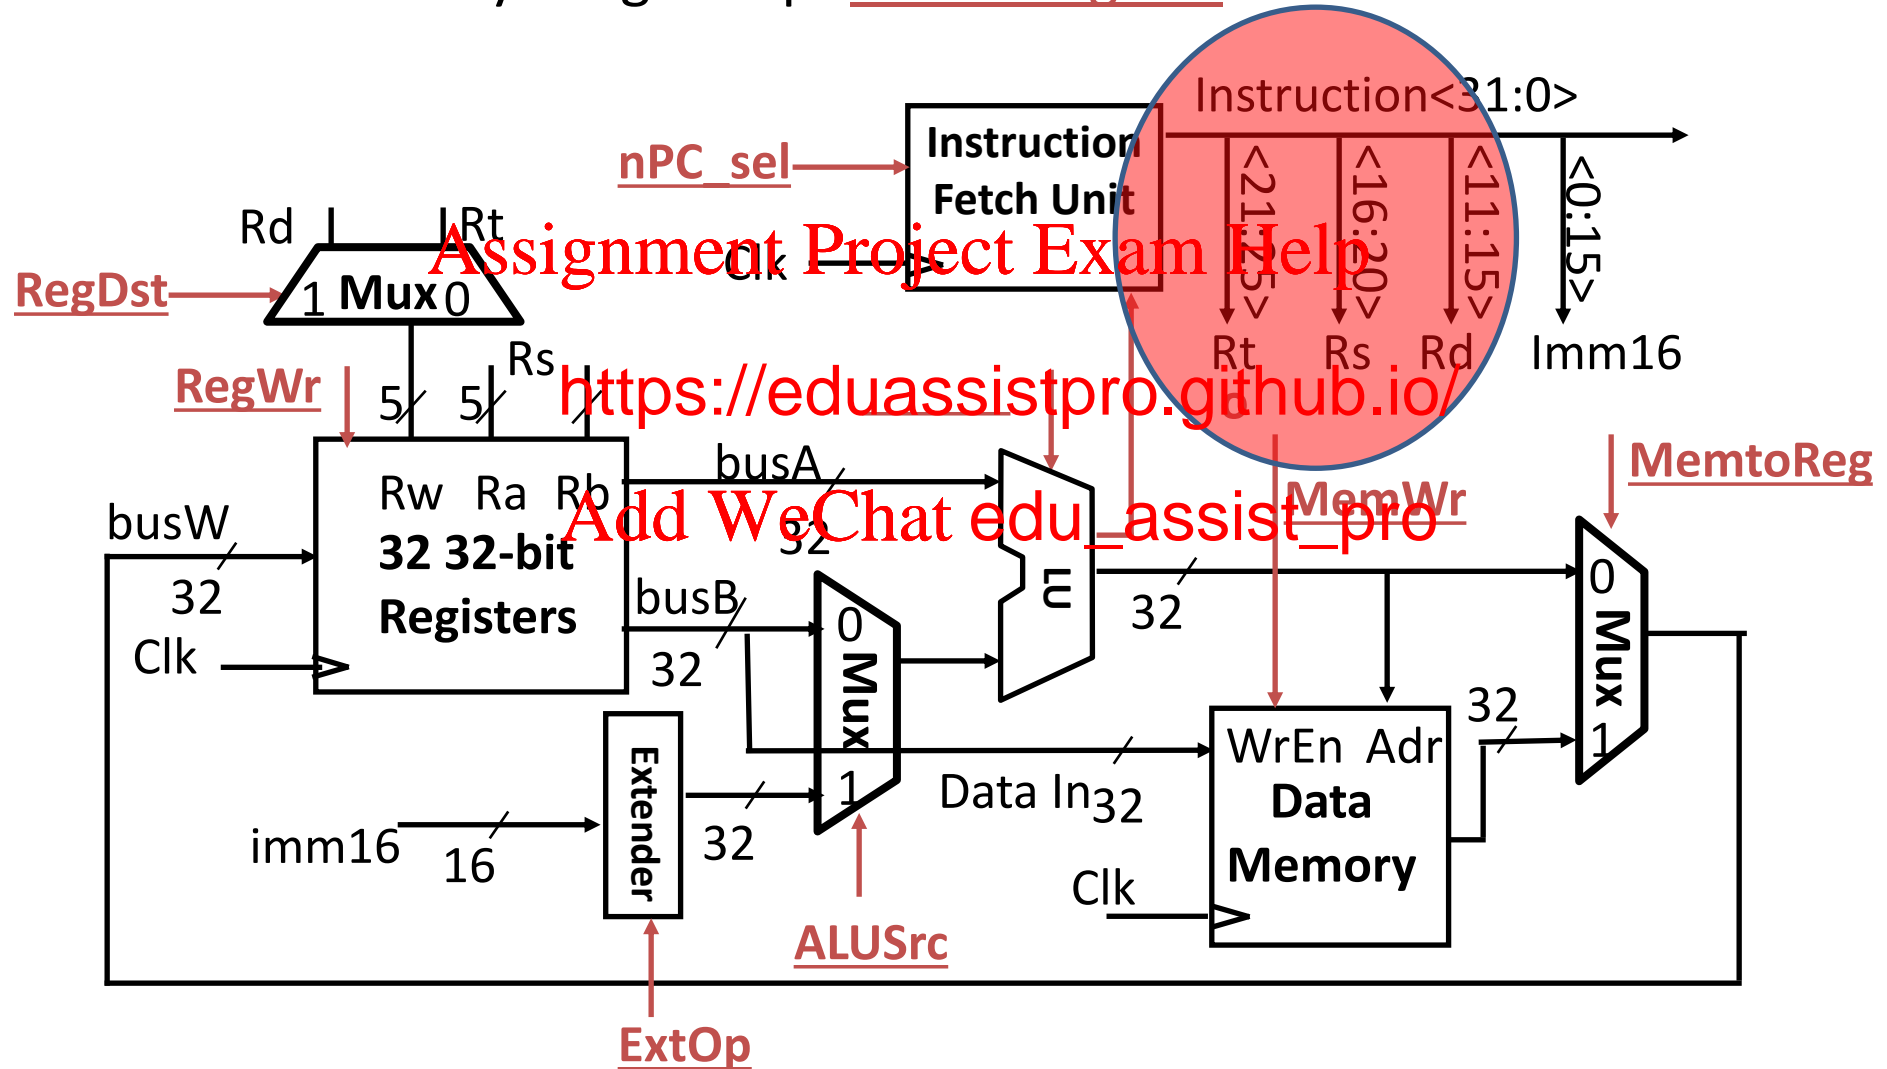 Instruction<31:0>
Instruction
Fetch Unit
nPC_sel
<21:25>
<16:20>
<11:15>
<0:15>
Rd
Rt
Assignment Project Exam Help
Clk
RegDst
1 Mux 0
Rt
Rs
Rd
Imm16
Rs
RegWr
5
5
https://eduassistpro.github.io/
busA
MemtoReg
Rw Ra Rb
MemWr
busW
Add WeChat edu_assist_pro
32
32 32-bit
LU
0
32
busB
32
Registers
0
Mux
Clk
32
Mux
32
WrEn Adr
1
Extender
1
Data In
32
Data
imm16
16
32
Memory
Clk
ALUSrc
ExtOp